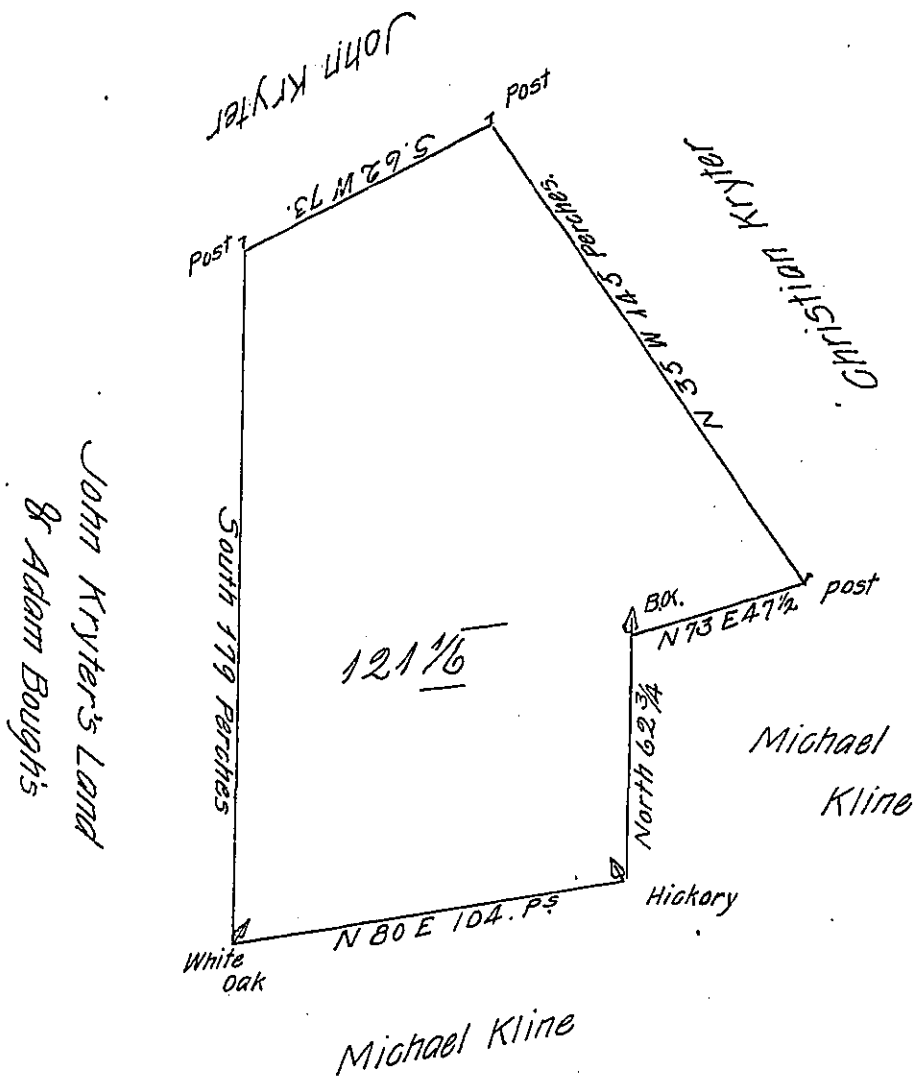 John Kryter
Post
S. 62 W 73.
Post
Christian Kryter
N 35 W 145 Perches.
Post
B.O.
N 73 E 47½
South 179 Perches
121 1/6
North 62 ¾
Michael
Kline
John Kryter's Land
& Adam Bough's
Hickory
N 80 E 104. Ps
White
Oak
Michael Kline